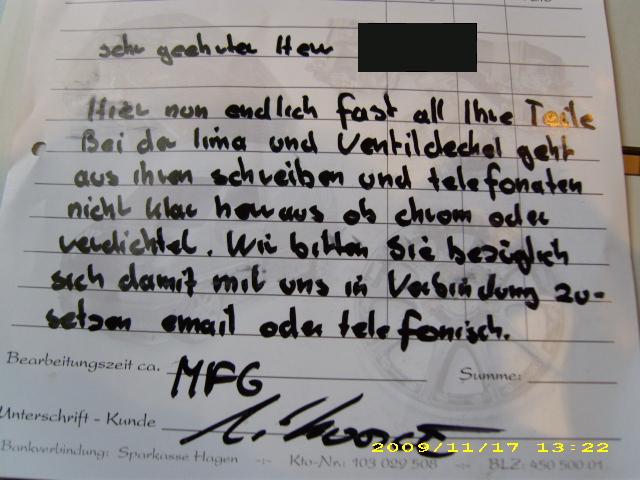 sehr geehrter Herr
Hier nun endlich fast all Ihre Teile
Bei der lima und Ventildeckel geht
aus ihren schreiben und telefonaten
nicht klar heraus ob chrom oder
verdichtet. Wir bitten Sie bezüglich
sich damit mit uns in Verbindung zu-
setzen email oder telefonisch.
Bearbeitungszeit ca. MFG Summe:
Unterschrift - Kunde
2009/11/17 13:22
Bankverbindung: Sparkasse Hagen -:- Kto-Nr.: 103 029 508 -:- BLZ: 450 500 01